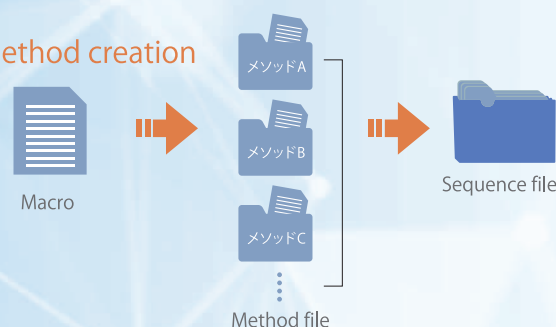 ethod creation
Macro
メソッドA
メソッドB
メソッドC
Method file
Sequence file